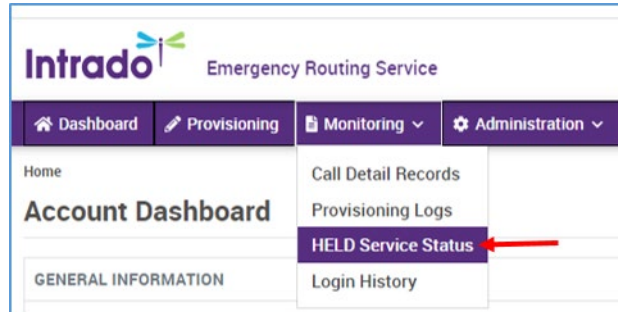 Intrado Emergency Routing Service
Dashboard Provisioning Monitoring Administration
Home
Account Dashboard
GENERAL INFORMATION
Call Detail Records
Provisioning Logs
HELD Service Status
Login History